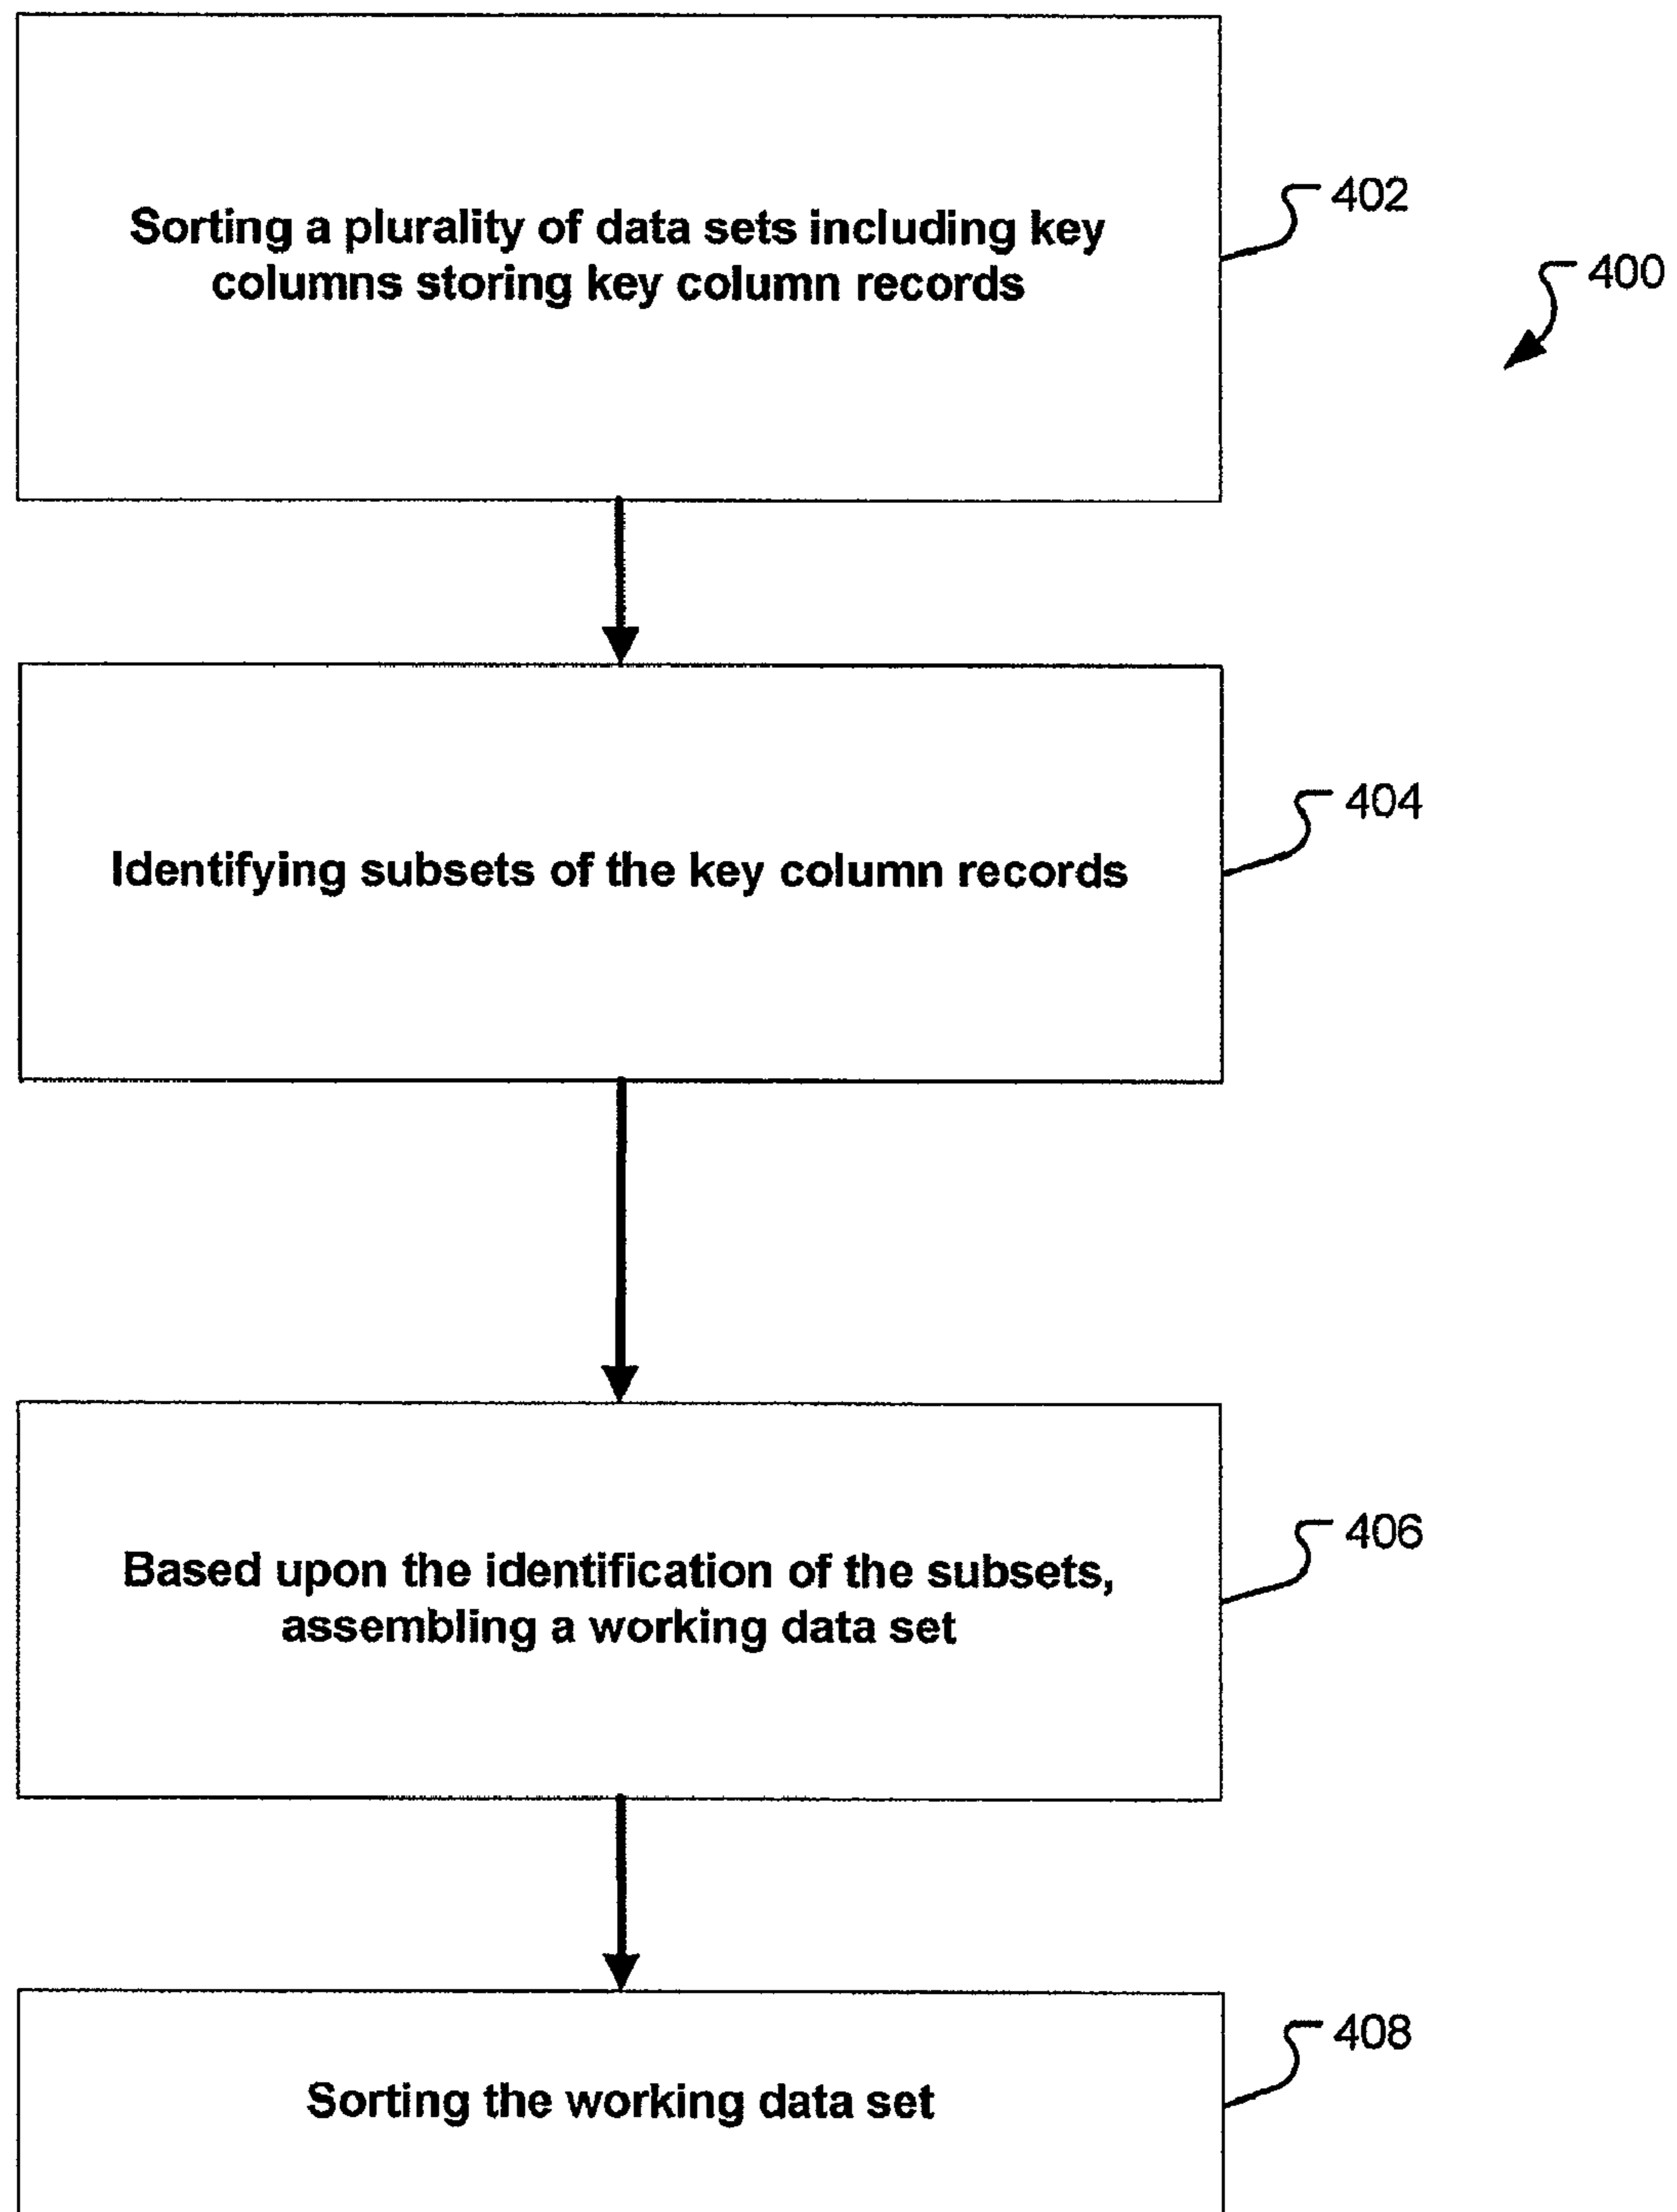 Sorting a plurality of data sets including key
columns storing key column records
402
400
Identifying subsets of the key column records
404
Based upon the identification of the subsets,
assembling a working data set
406
Sorting the working data set
408